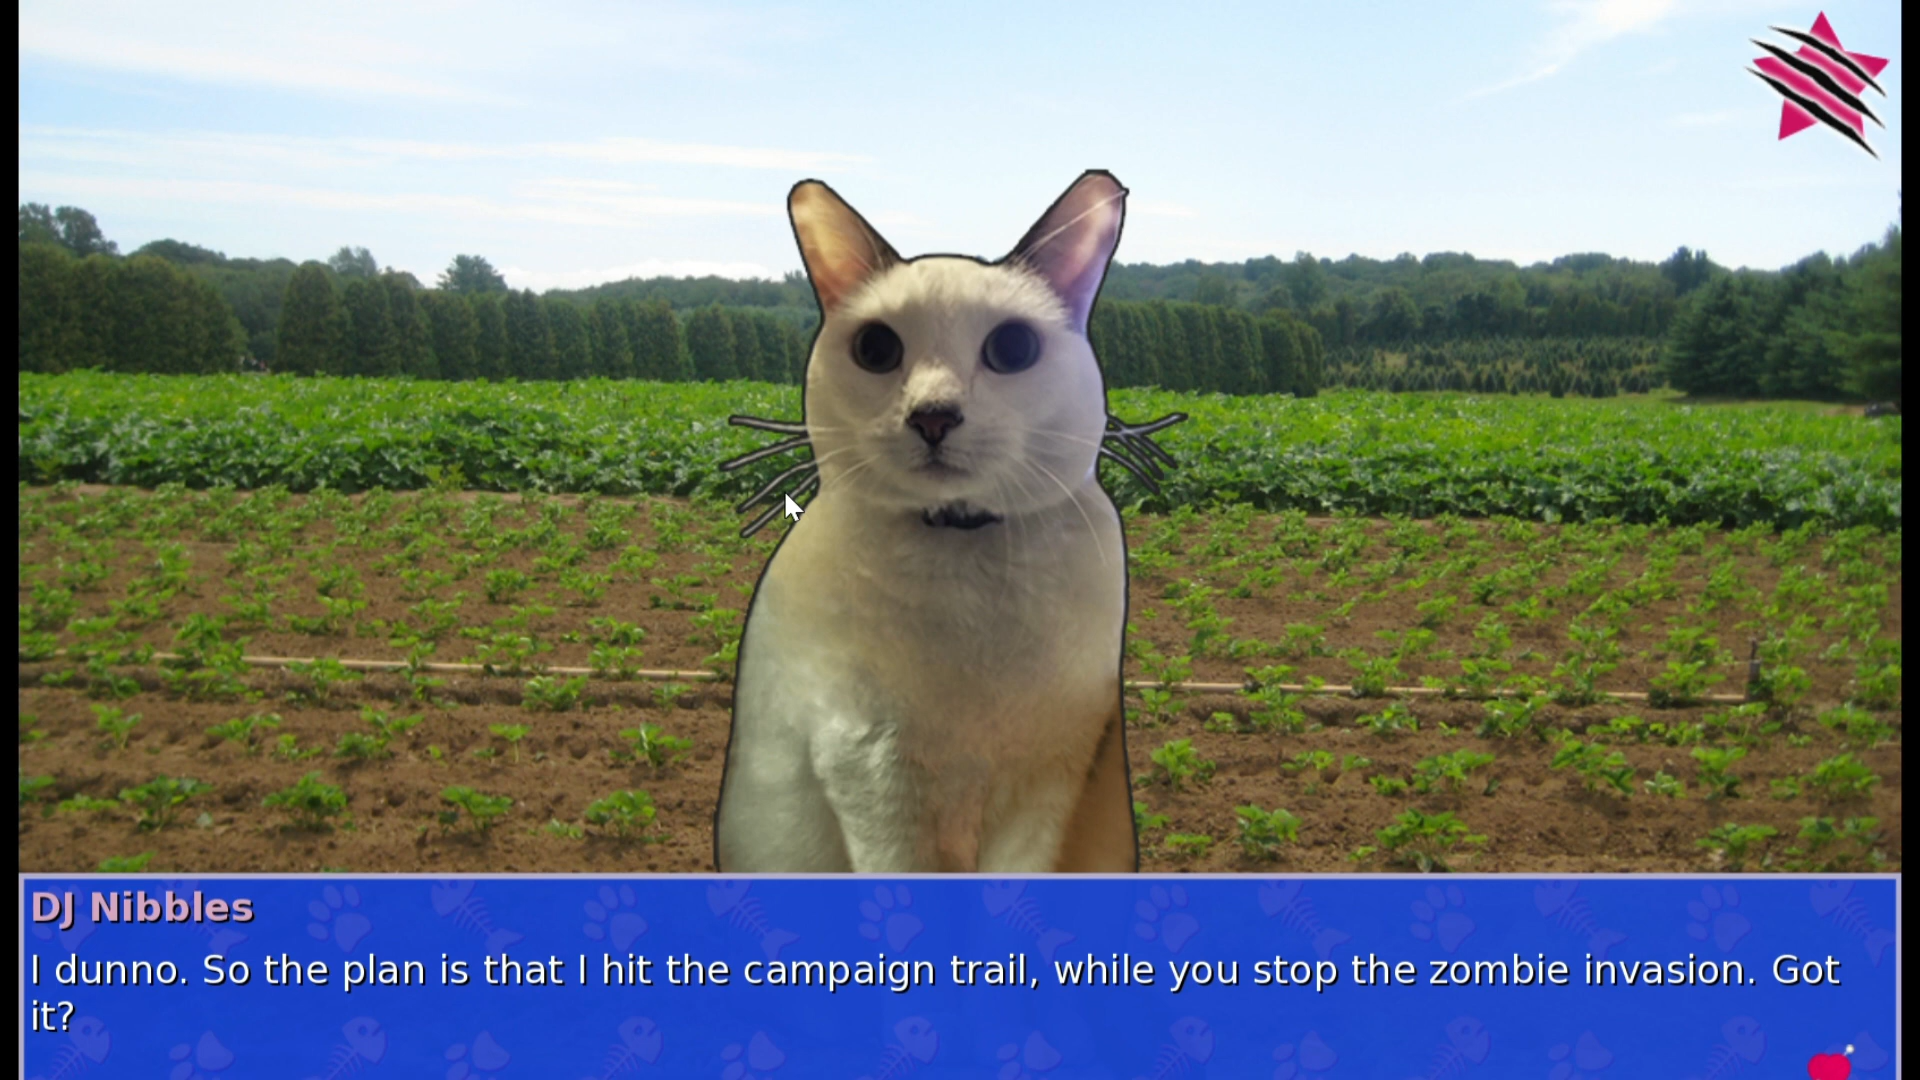 DJ Nibbles
I dunno. So the plan is that I hit the campaign trail, while you stop the zombie invasion. Got
it?